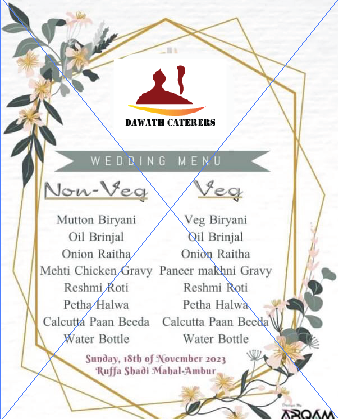 DAWATH CATERERS
WEDDING MENU
Non-Veg Veg
Mutton Biryani Veg Biryani
Oil Brinjal Oil Brinjal
Onion Raitha Onion Raitha
Mehti Chicken Gravy Paneer makhni Gravy
Reshmi Roti Reshmi Roti
Petha Halwa Petha Halwa
Calcutta Paan Beeda Calcutta Paan Beeda
Water Bottle Water Bottle
Sunday, 18th of November 2023
Ruffa Shadi Mahal-Ambur
ARQAM